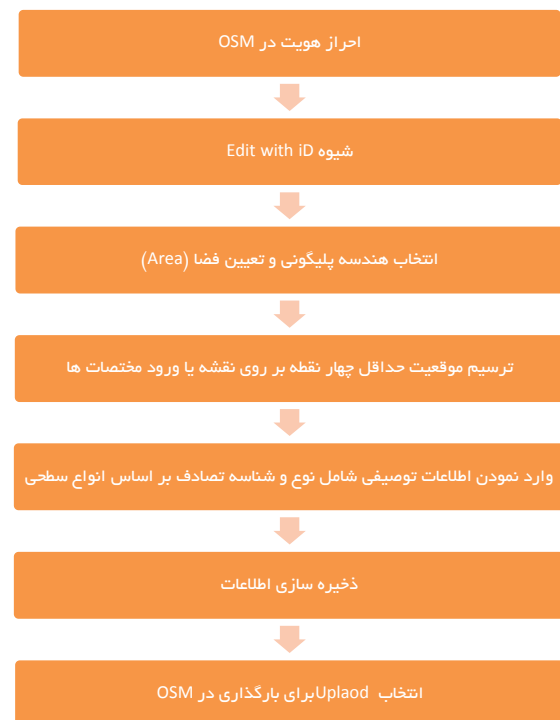 احراز هویت در OSM
شیوه Edit with iD
انتخاب هندسه پلیگونی و تعیین فضا (Area)
ترسیم موقعیت حداقل چهار نقطه بر روی نقشه یا ورود مختصات ها
وارد نمودن اطلاعات توصیفی شامل نوع و شناسه تصادف بر اساس انواع سطحی
ذخیره سازی اطلاعات
انتخاب Uplaodبرای بارگذاری در OSM